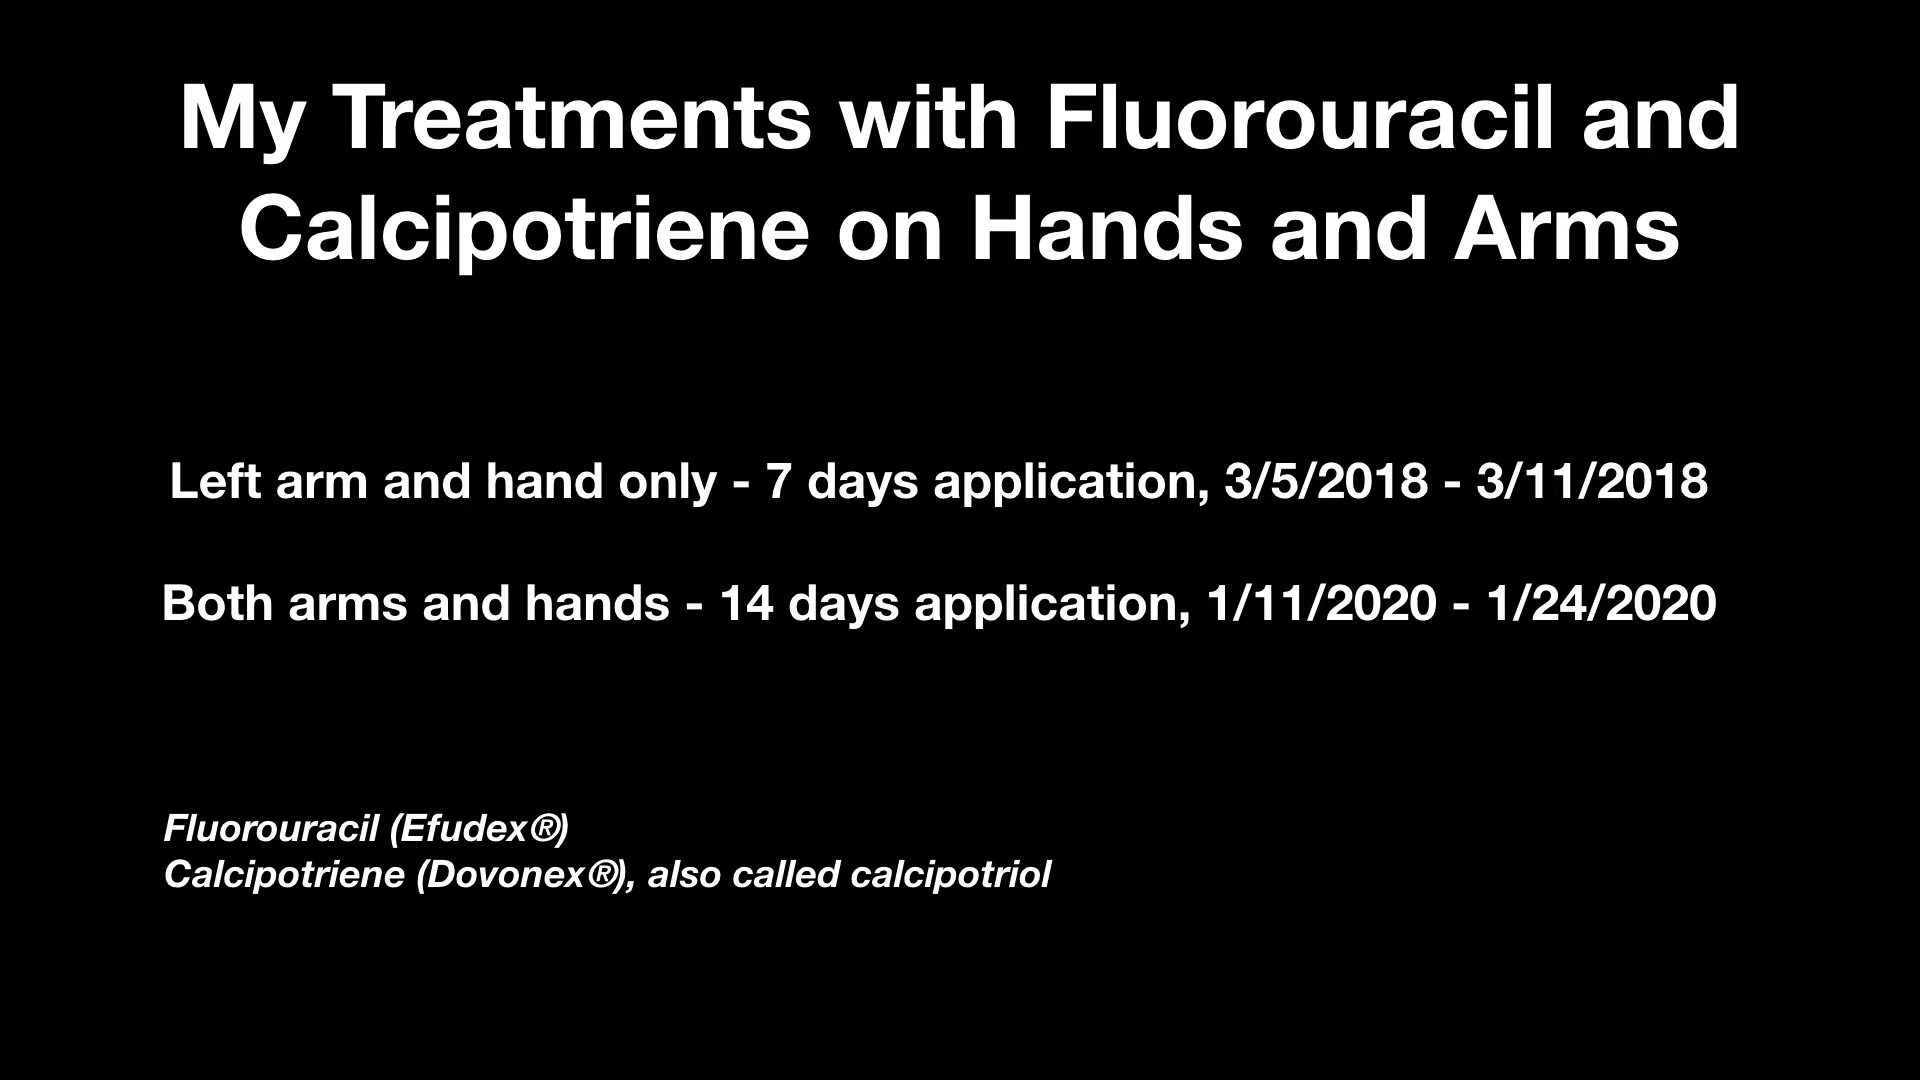 My Treatments with Fluorouracil and
Calcipotriene on Hands and Arms
Left arm and hand only - 7 days application, 3/5/2018 - 3/11/2018
Both arms and hands - 14 days application, 1/11/2020 - 1/24/2020
Fluorouracil (Efudex®)
Calcipotriene (Dovonex®), also called calcipotriol